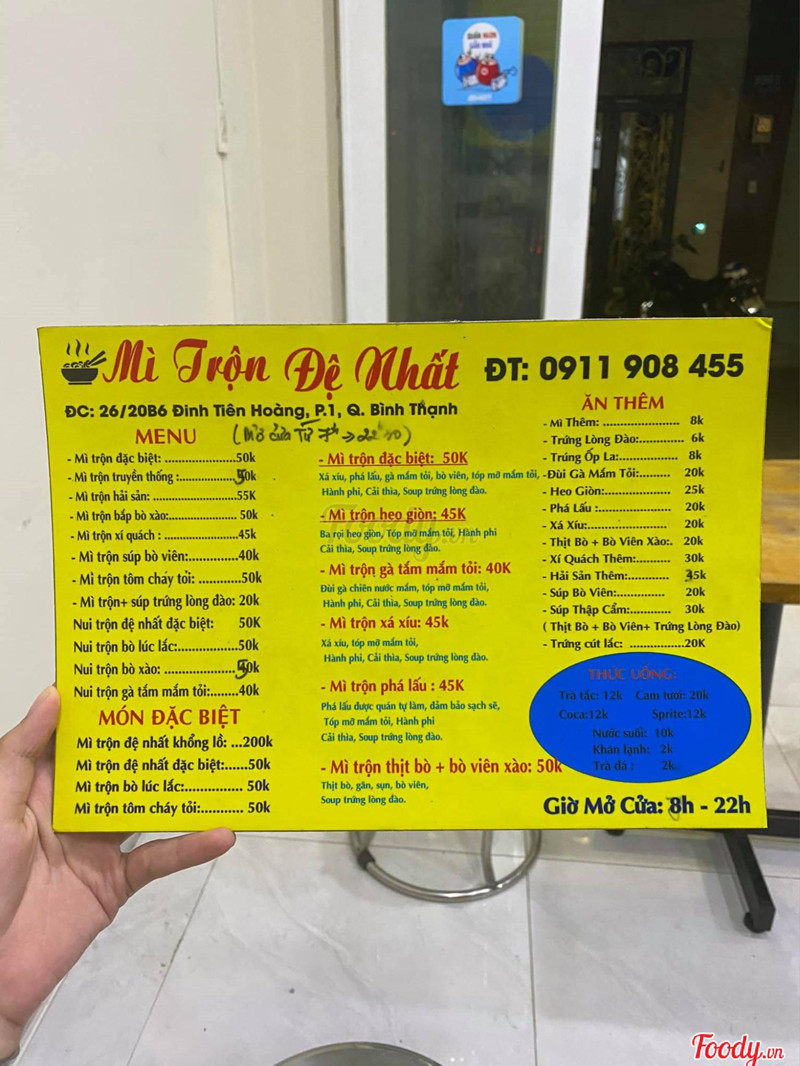 QUÁN NGON
GẦN NHÀ
Mì Trộn Đệ Nhất
ĐT: 0911 908 455
ĐC: 26/20B6 Đinh Tiên Hoàng, P.1, Q. Bình Thạnh
(Mở cửa Từ 7h → 22h30)
MENU
- Mì trộn đặc biệt: ......................50k
- Mì trộn truyền thống :.............30k
- Mì trộn hải sản: ......................55K
- Mì trộn bắp bò xào:................. 50k
- Mì trộn xí quách : ....................45k
- Mì trộn súp bò viên:................40k
- Mì trộn tôm cháy tỏi: ............50k
- Mì trộn+ súp trứng lòng đào: 20k
Nui trộn đệ nhất đặc biệt: 50K
Nui trộn bò lúc lắc:....................50k
Nui trộn bò xào: .......................50k
Nui trộn gà tấm mắm tỏi:..........40k
MÓN ĐẶC BIỆT
Mì trộn đệ nhất khổng lồ: ...200k
Mì trộn đệ nhất đặc biệt:......50k
Mì trộn bò lúc lắc:................ 50k
Mì trộn tôm cháy tỏi:........... 50k
- Mì trộn đặc biệt: 50K
Xá xíu, phá lấu, gà mắm tỏi, bò viên, tóp mỡ mắm tỏi,
Hành phi, Cải thìa, Soup trứng lòng đào.
- Mì trộn heo giòn: 45K
Ba rọi heo giòn, Tóp mỡ mắm tỏi, Hành phi
Cải thìa, Soup trứng lòng đào.
- Mì trộn gà tấm mắm tỏi: 40K
Đùi gà chiên nước mắm, tóp mỡ mắm tỏi,
Hành phi, Cải thìa, Soup trứng lòng đào.
- Mì trộn xá xíu: 45k
Xá xíu, tóp mỡ mắm tỏi,
Hành phi, Cải thìa, Soup trứng lòng đào.
- Mì trộn phá lấu : 45K
Phá lấu được quán tự làm, đảm bảo sạch sẽ,
Tóp mỡ mắm tỏi, Hành phi
Cải thìa, Soup trứng lòng đào.
- Mì trộn thịt bò + bò viên xào: 50k
Thịt bò, gân, sụn, bò viên,
Soup trứng lòng đào.
ĂN THÊM
- Mì Thêm: ........................ 8k
- Trứng Lòng Đào:............. 6k
- Trúng Ốp La:................... 8k
-Đùi Gà Mắm Tỏi:........... 20k
- Heo Giòn:....................... 25k
- Phá Lấu :......................... 20k
- Xá Xíu:............................ 20k
- Thịt Bò + Bò Viên Xào:. 20k
- Xí Quách Thêm:............ 30k
- Hải Sản Thêm:............. 35k
- Súp Bò Viên: 20k
- Súp Thập Cẩm:............. 30k
( Thịt Bò + Bò Viên+ Trứng Lòng Đào)
- Trứng cút lắc: .................20K
THỨC UỐNG:
Trà tắc: 12k Cam tươi: 20k
Coca:12k Sprite:12k
Nước suối: 10k
Khăn lạnh: 2k
Trà đá : 2k
Giờ Mở Cửa: 8h - 22h
Foody.vn
Foody.vn